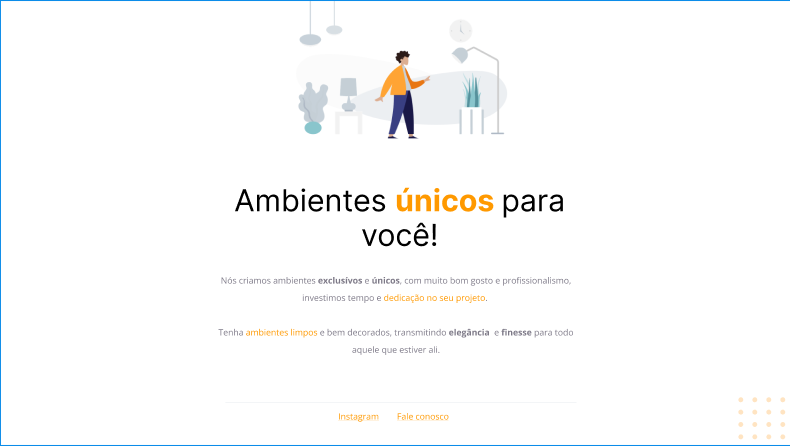 Ambientes únicos para
você!
Nós criamos ambientes exclusívos e únicos, com muito bom gosto e profissionalismo,
investimos tempo e dedicação no seu projeto.
Tenha ambientes limpos e bem decorados, transmitindo elegância e finesse para todo
aquele que estiver ali.
Instagram Fale conosco